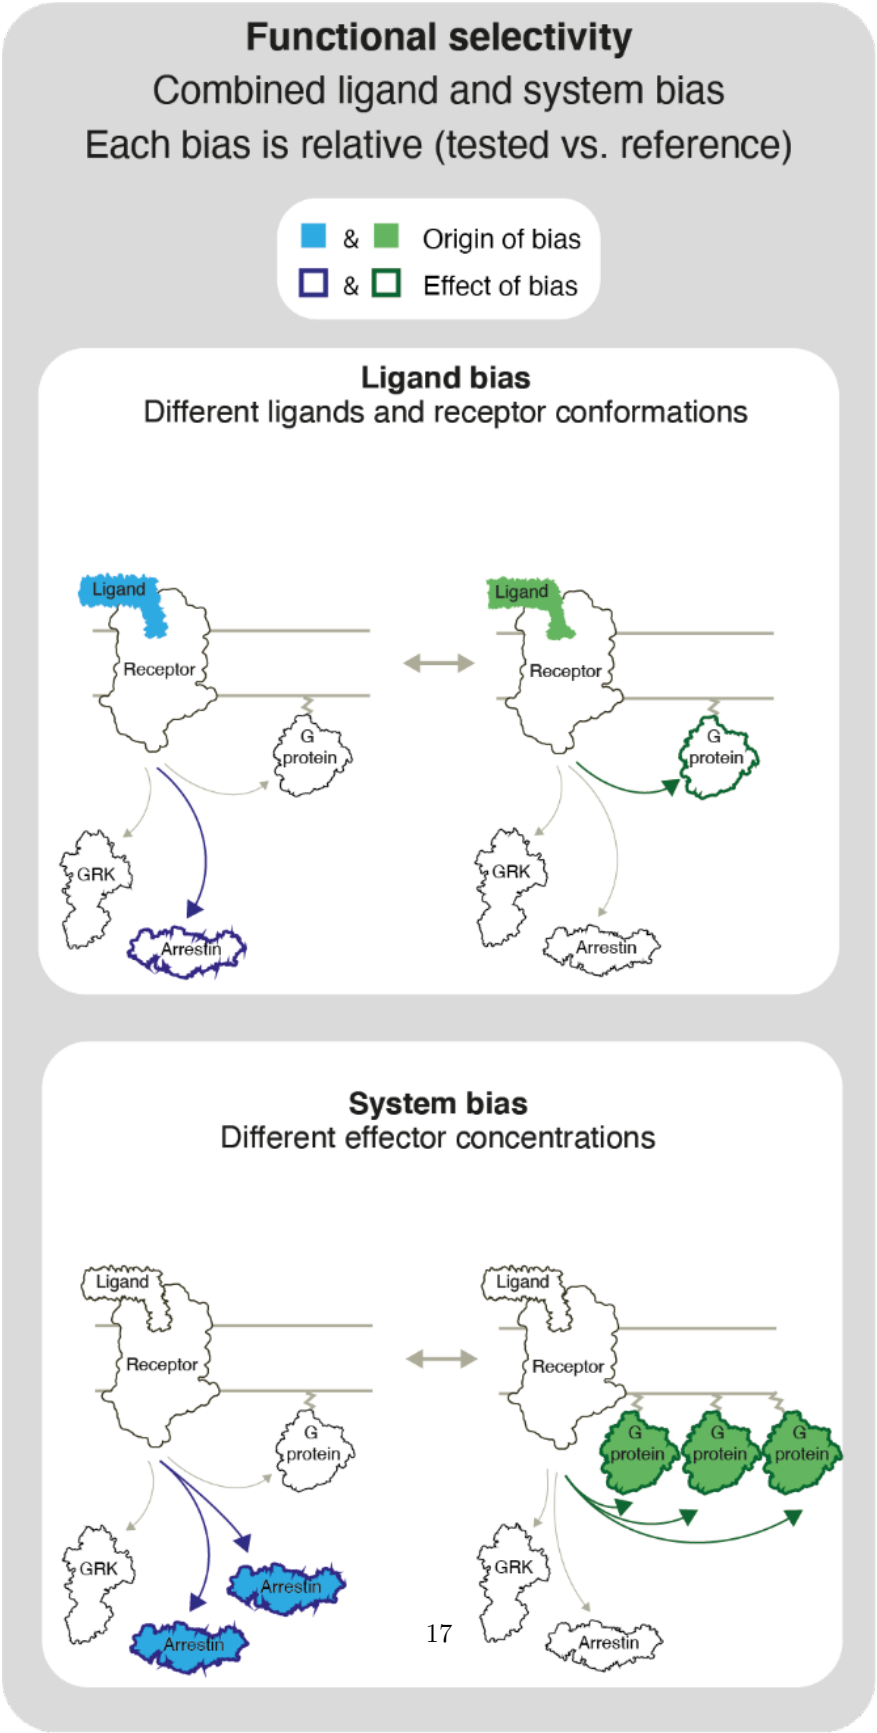 Functional selectivity
Combined ligand and system bias
Each bias is relative (tested vs. reference)
& Origin of bias
& Effect of bias
Ligand bias
Different ligands and receptor conformations
Ligand
Receptor
G
protein
GRK
Arrestin
Ligand
Receptor
G
protein
GRK
Arrestin
System bias
Different effector concentrations
Ligand
Receptor
G
protein
GRK
Arrestin
Arrestin
Ligand
Receptor
G
protein
G
protein
G
protein
GRK
Arrestin
17